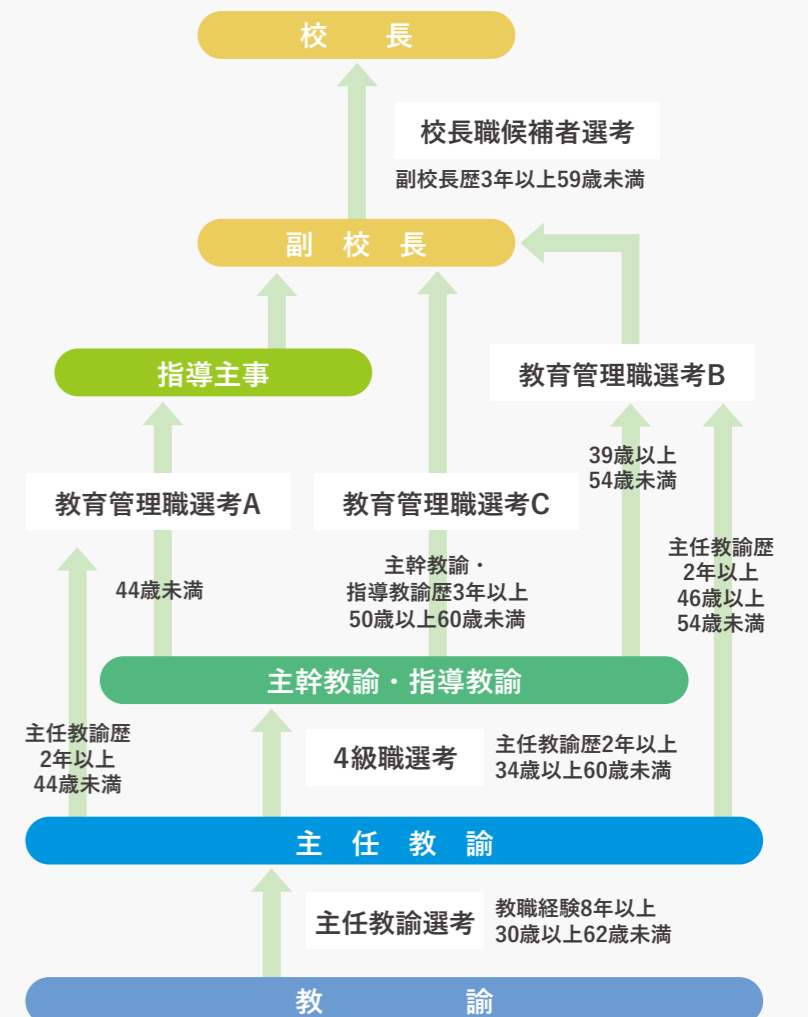 校長
校長職候補者選考
副校長歴3年以上59歳未満
副校長
指導主事
教育管理職選考B
39歳以上
54歳未満
教育管理職選考A
教育管理職選考C
44歳未満
主幹教諭・
指導教諭歴3年以上
50歳以上60歳未満
主任教諭歴
2年以上
46歳以上
54歳未満
主幹教諭・指導教諭
主任教諭歴
2年以上
44歳未満
4級職選考
主任教諭歴2年以上
34歳以上60歳未満
主任教諭
主任教諭選考
教職経験8年以上
30歳以上62歳未満
教諭